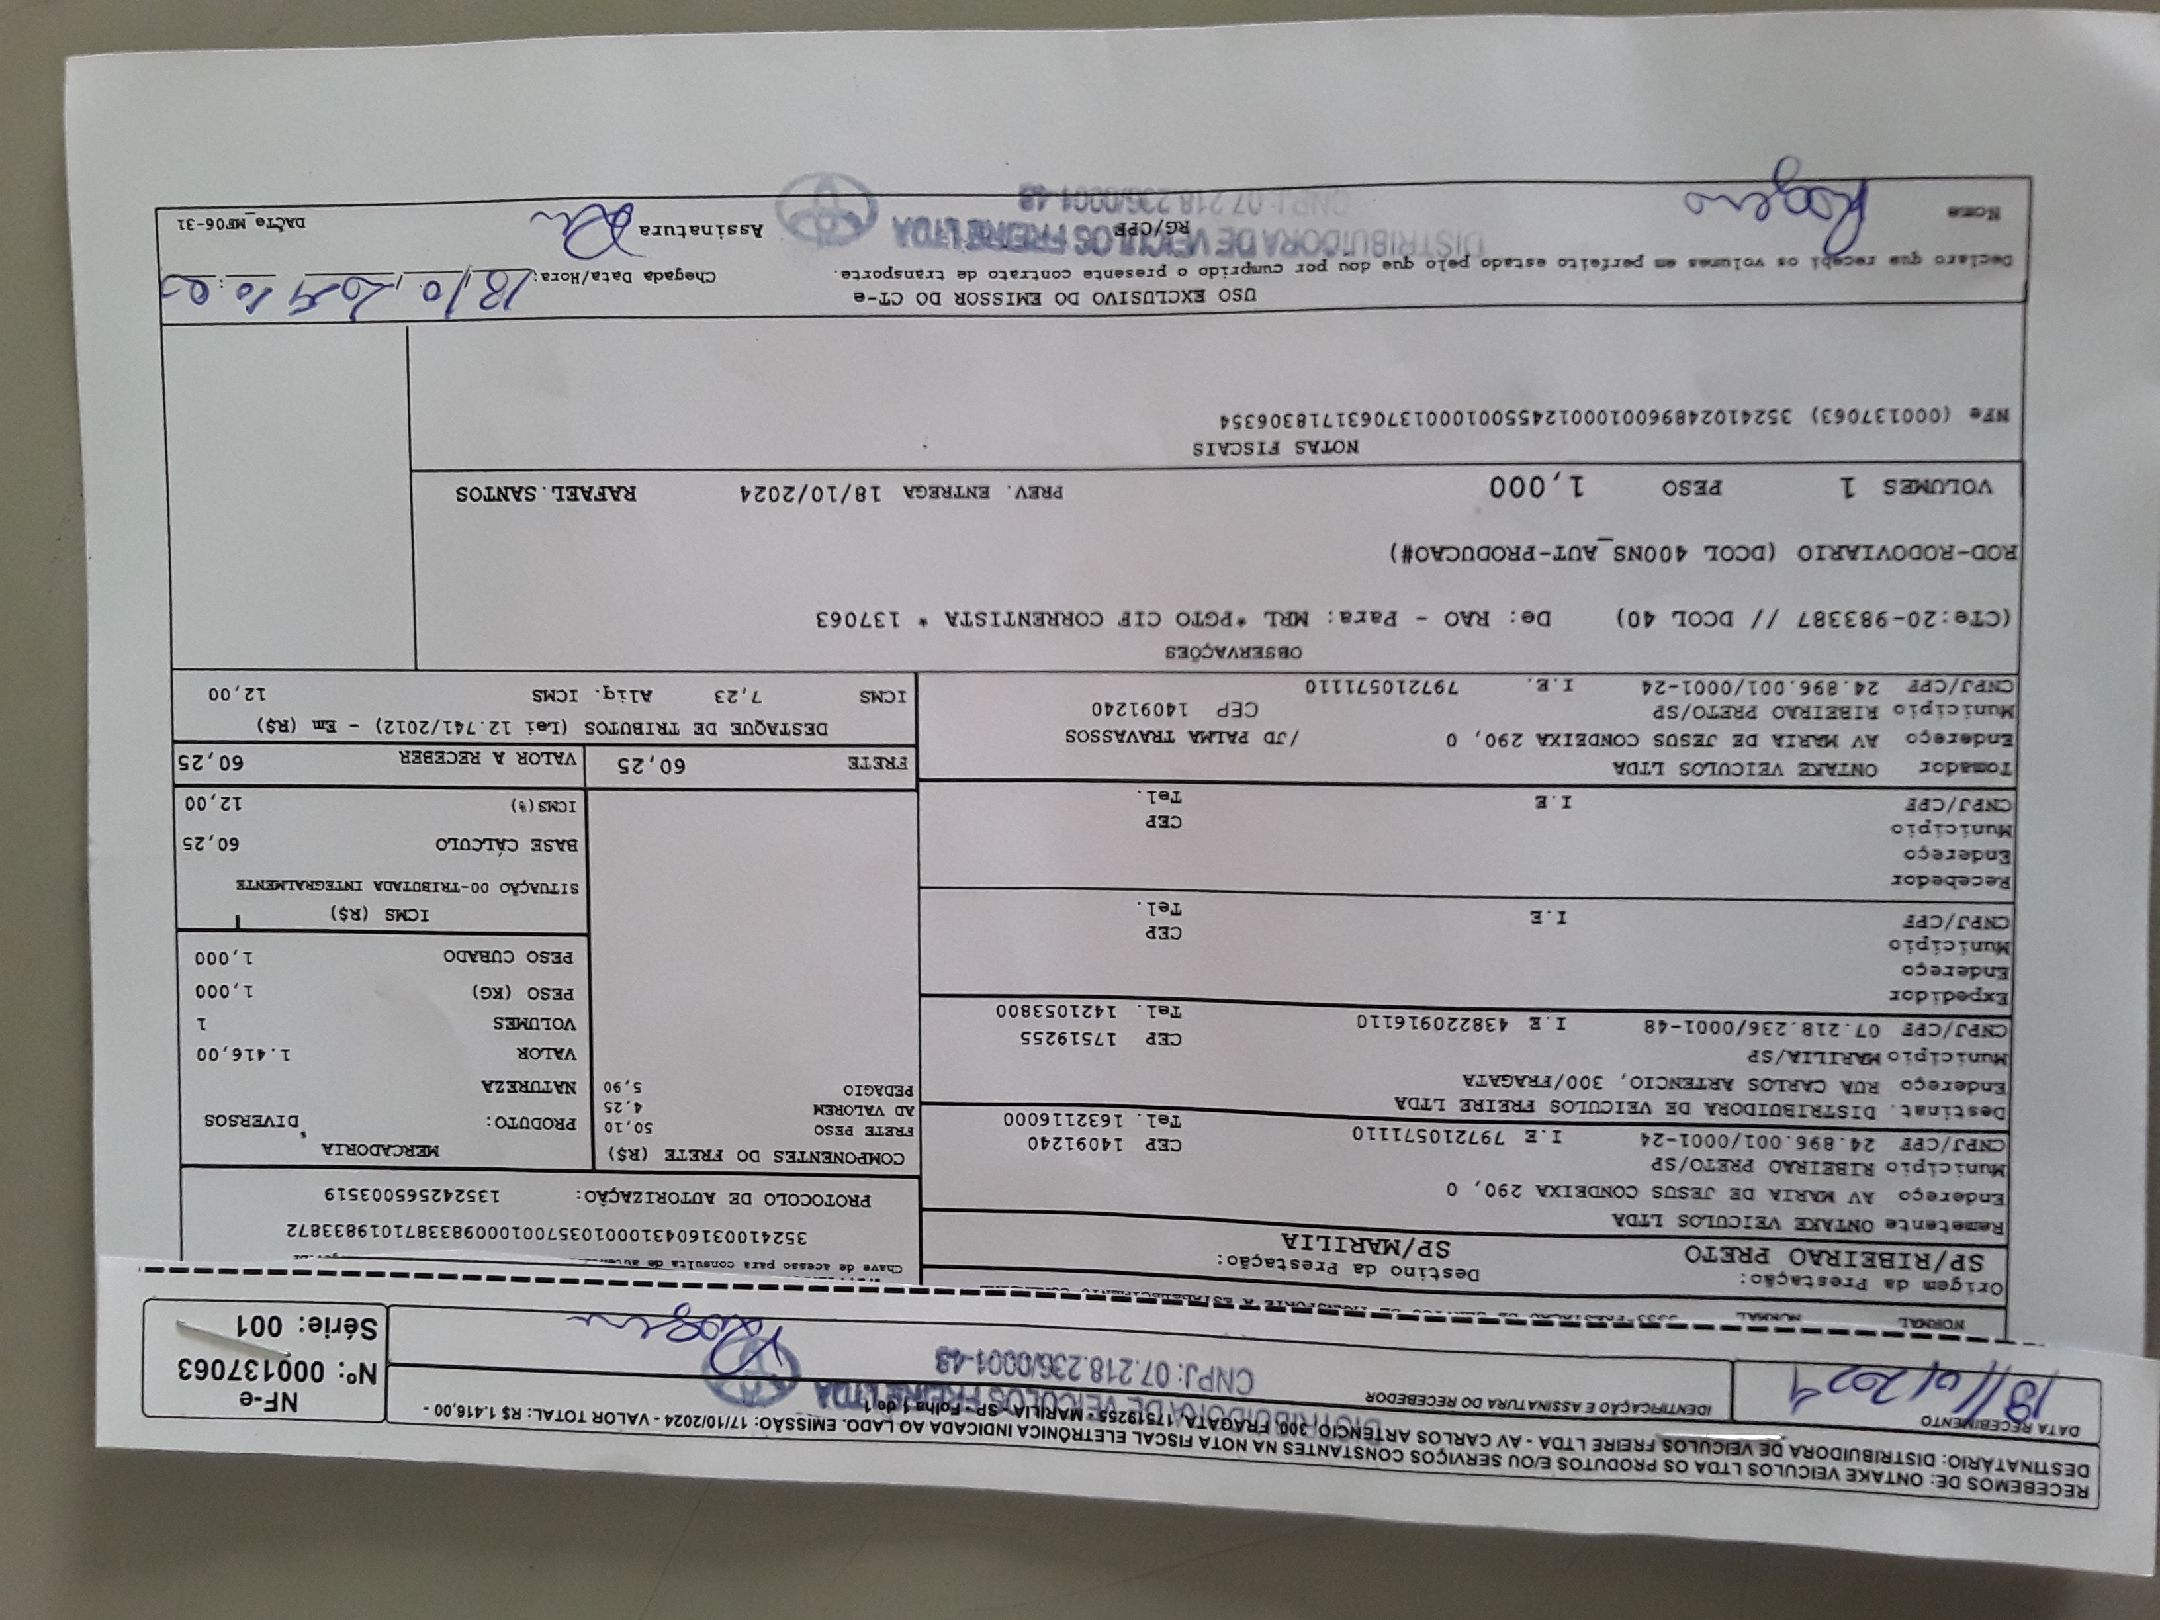 RECEBEMOS DE: ONTAKE VEICULOS LTDA OS PRODUTOS E/OU SERVIÇOS CONSTANTES NA NOTA FISCAL ELETRÔNICA INDICADA AO LADO. EMISSÃO: 17/10/2024 - VALOR TOTAL: R$ 1.416,00 -
DESTINATÁRIO: DISTRIBUIDORA DE VEICULOS FREIRE LTDA - AV CARLOS ARTENCIO, 300, FRAGATA, 17519255 - MARILIA - SP - Folha 1 de 1
NF-e
Nº: 000137063
Série: 001
DATA RECEBIMENTO
IDENTIFICAÇÃO E ASSINATURA DO RECEBEDOR
DISTRIBUIDORA DE VEICULOS FREIRE LTDA
CNPJ: 07.218.236/0001-48
NORMAL NORMAL
Origem da Prestação: Destino da Prestação:
SP/RIBEIRAO PRETO SP/MARILIA
Chave de acesso para consulta de
35241003160431000103570010009833871019833872
PROTOCOLO DE AUTORIZAÇÃO: 135242565003519
Remetente ONTAKE VEICULOS LTDA
Endereço AV MARIA DE JESUS CONDEIXA 290, 0
Município RIBEIRAO PRETO/SP CEP 14091240
CNPJ/CPF 24.896.001/0001-24 I.E 797210571110 Tel. 1632116000
Destinat. DISTRIBUIDORA DE VEICULOS FREIRE LTDA
Endereço RUA CARLOS ARTENCIO, 300/FRAGATA
Município MARILIA/SP CEP 17519255
CNPJ/CPF 07.218.236/0001-48 I.E 438220916110 Tel. 1421053800
Expedidor
Endereço
Município CEP
CNPJ/CPF I.E Tel.
Recebedor
Endereço
Município CEP
CNPJ/CPF I.E Tel.
Tomador ONTAKE VEICULOS LTDA
Endereço AV MARIA DE JESUS CONDEIXA 290, 0 /JD PALMA TRAVASSOS
Município RIBEIRAO PRETO/SP CEP 14091240
CNPJ/CPF 24.896.001/0001-24 I.E. 797210571110
COMPONENTES DO FRETE (R$)
FRETE PESO 50,10
AD VALOREM 4,25
PEDAGIO 5,90
MERCADORIA
PRODUTO: DIVERSOS
NATUREZA
VALOR 1.416,00
VOLUMES 1
PESO (KG) 1,000
PESO CUBADO 1,000
ICMS (R$)
SITUAÇÃO 00-TRIBUTADA INTEGRALMENTE
BASE CÁLCULO 60,25
ICMS(%) 12,00
FRETE 60,25 VALOR A RECEBER 60,25
DESTAQUE DE TRIBUTOS (Lei 12.741/2012) - Em (R$)
ICMS 7,23 Aliq. ICMS 12,00
OBSERVAÇÕES
(CTe:20-983387 // DCOL 40) De: RAO - Para: MRL *PGTO CIF CORRENTISTA * 137063
ROD-RODOVIARIO (DCOL 400NS_AUT-PRODUCAO#)
VOLUMES 1 PESO 1,000 PREV. ENTREGA 18/10/2024 RAFAEL.SANTOS
NOTAS FISCAIS
NFe (000137063) 35241024896001000124550010001370631718306354
USO EXCLUSIVO DO EMISSOR DO CT-e
Declaro que recebi os volumes em perfeito estado pelo que dou por cumprido o presente contrato de transporte.
Chegada Data/Hora: 18/10/2024
Nome Rogerio RG/CPF Assinatura
DISTRIBUIDORA DE VEICULOS FREIRE LTDA
CNPJ: 07.218.236/0001-48
DACTe_MF06-31